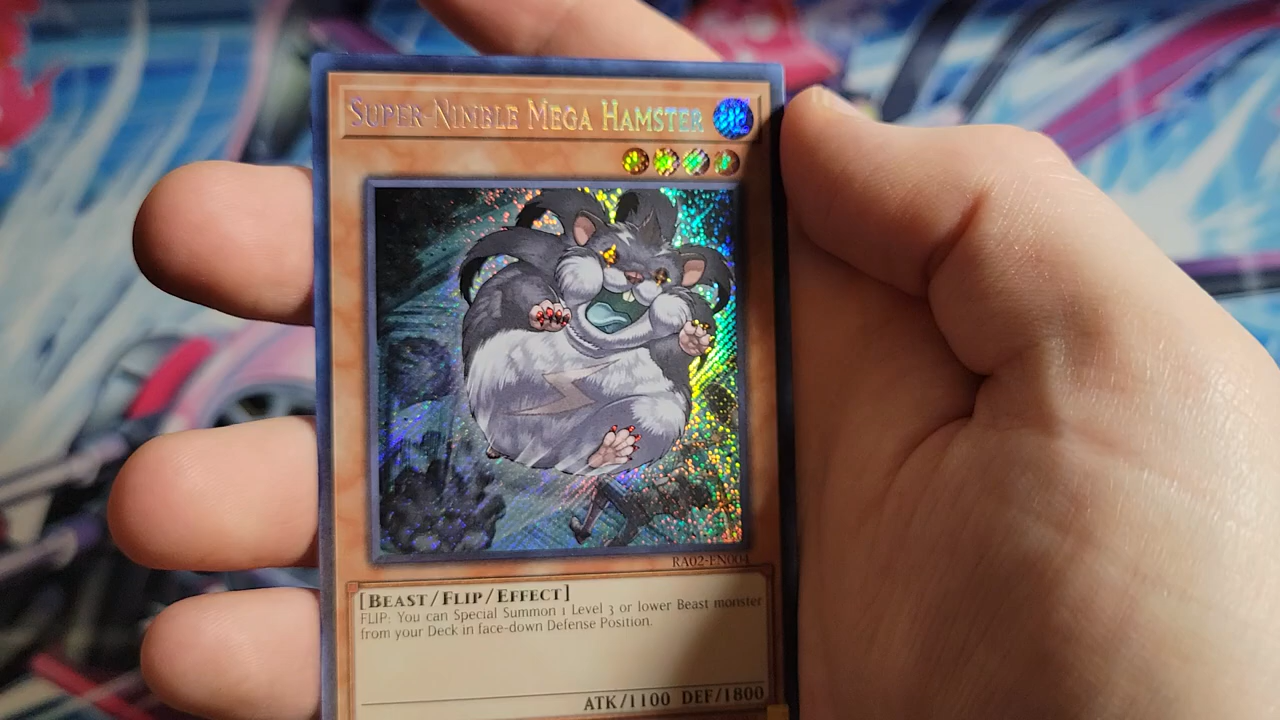 Super-Nimble Mega Hamster
RA02-EN004
[Beast/Flip/Effect]
FLIP: You can Special Summon 1 Level 3 or lower Beast monster
from your Deck in face-down Defense Position.
ATK/1100 DEF/1800